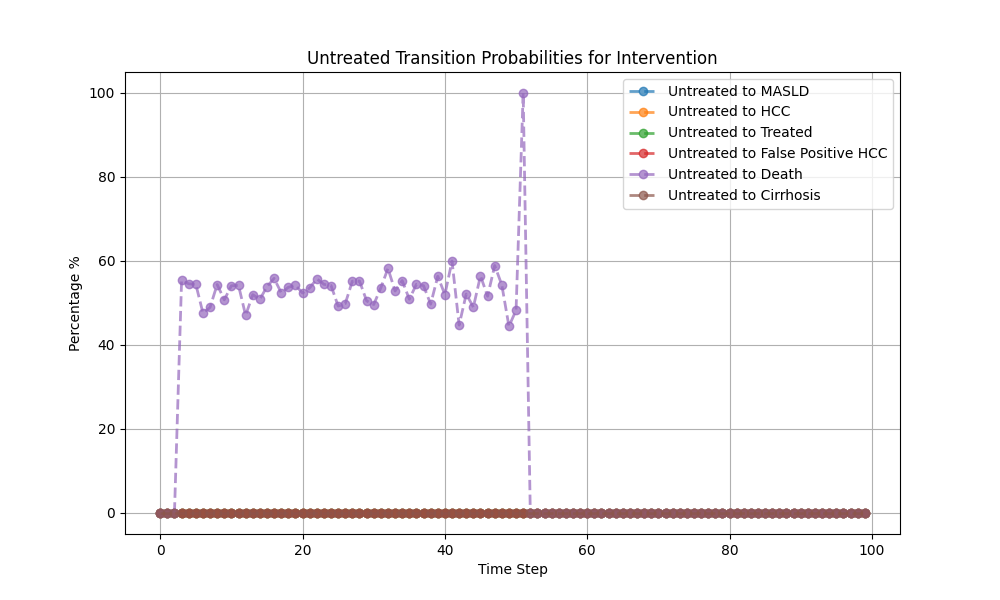 Untreated Transition Probabilities for Intervention
100
80
60
40
20
0
Percentage %
Untreated to MASLD
Untreated to HCC
Untreated to Treated
Untreated to False Positive HCC
Untreated to Death
Untreated to Cirrhosis
0 20 40 60 80 100
Time Step